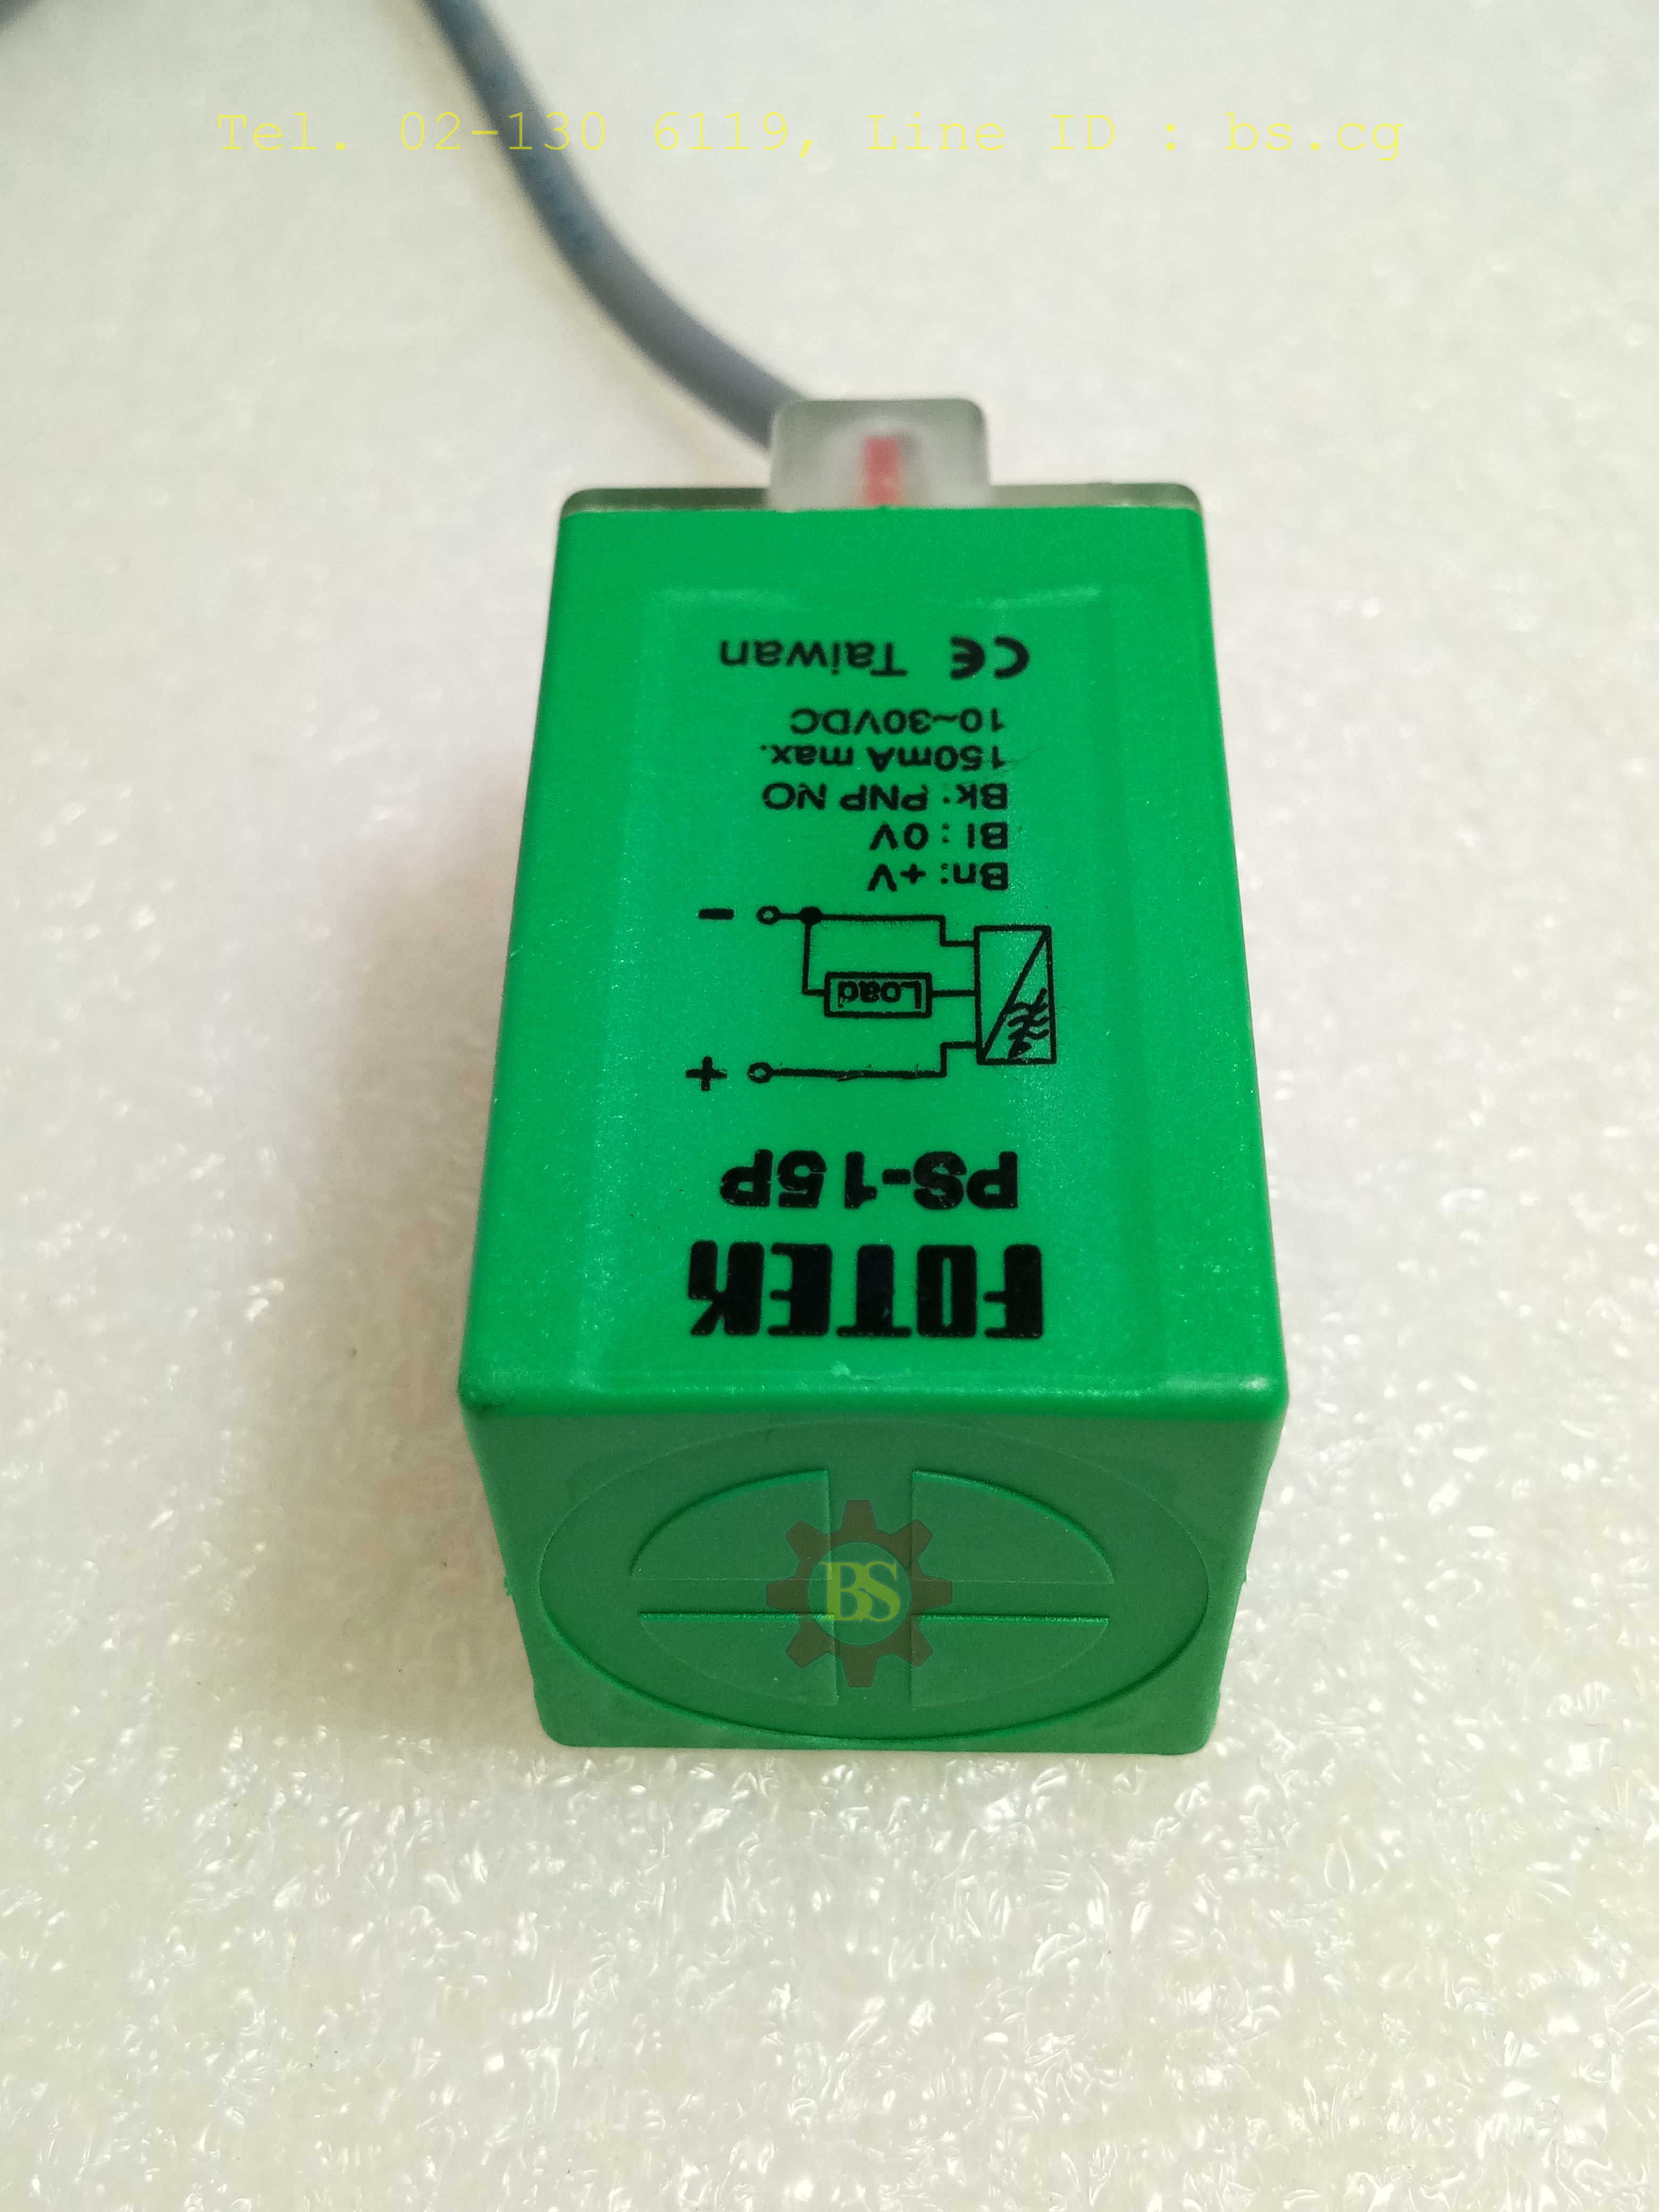 Tel. 02-130 6119, Line ID : bs.cg
FOTEK
PS-15P
+
Load
-
Bn: +V
Bl : 0V
Bk: PNP NO
150mA max.
10~30VDC
CE Taiwan
BS